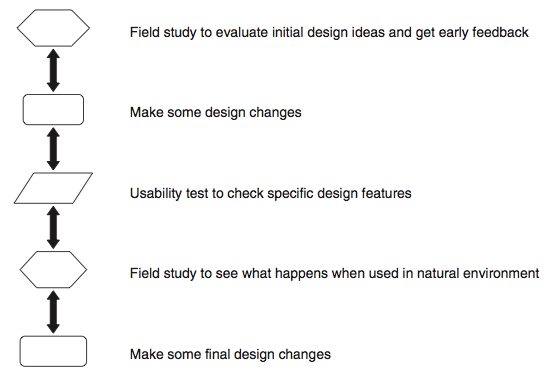 Field study to evaluate initial design ideas and get early feedback
Make some design changes
Usability test to check specific design features
Field study to see what happens when used in natural environment
Make some final design changes